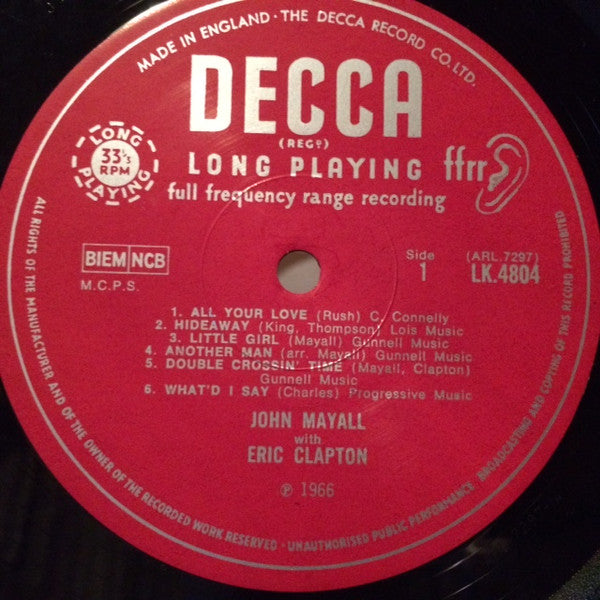 MADE IN ENGLAND · THE DECCA RECORD CO. LTD.
DECCA
(REGD)
LONG PLAYING
ffrr
full frequency range recording
LONG PLAYING
33⅓
RPM
BIEM NCB
M.C.P.S.
Side
1
(ARL.7297)
LK.4804
1. ALL YOUR LOVE (Rush) C. Connelly
2. HIDEAWAY (King, Thompson) Lois Music
3. LITTLE GIRL (Mayall) Gunnell Music
4. ANOTHER MAN (arr. Mayall) Gunnell Music
5. DOUBLE CROSSIN' TIME (Mayall, Clapton)
Gunnell Music
6. WHAT'D I SAY (Charles) Progressive Music
JOHN MAYALL
with
ERIC CLAPTON
℗ 1966
ALL RIGHTS OF THE MANUFACTURER AND OF THE OWNER OF THE RECORDED WORK RESERVED · UNAUTHORISED PUBLIC PERFORMANCE, BROADCASTING AND COPYING OF THIS RECORD PROHIBITED